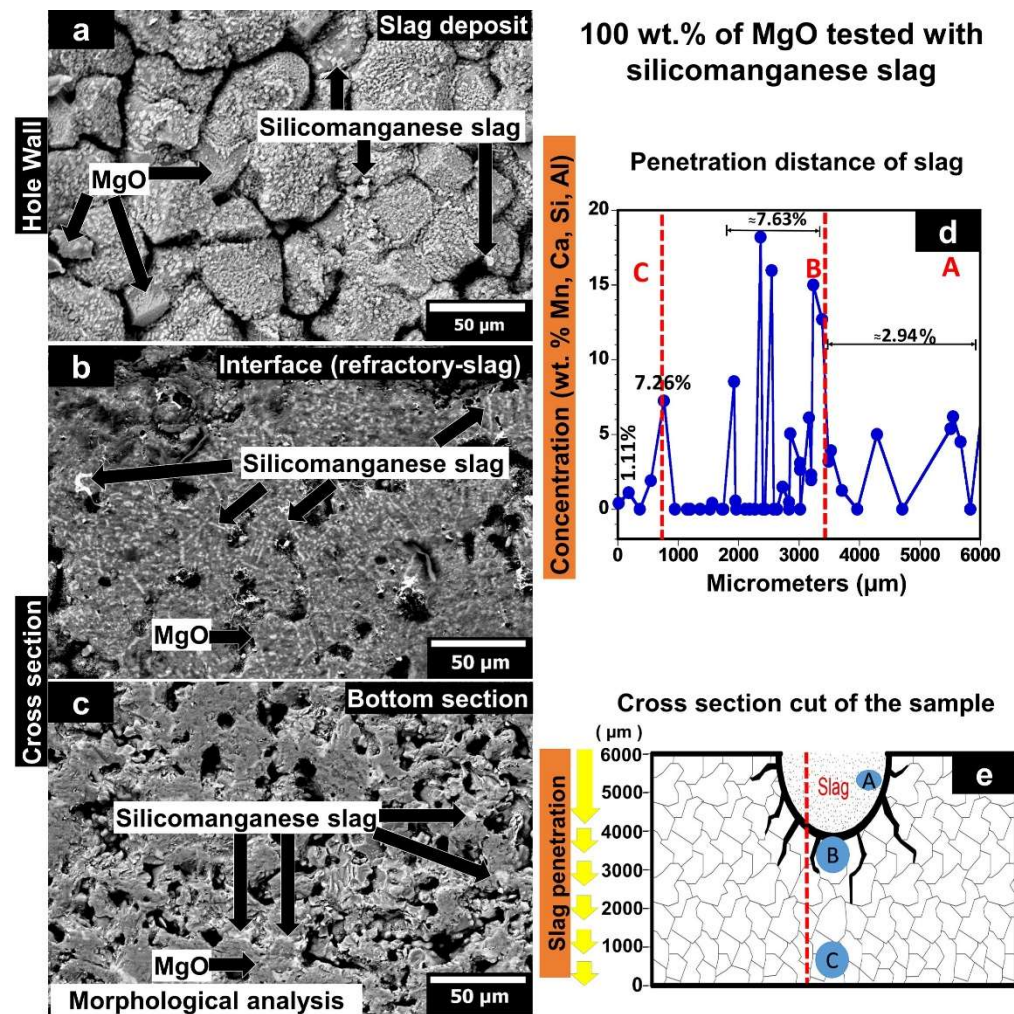 a
Slag deposit
Silicomanganese slag
MgO
50 µm
Hole Wall
b
Interface (refractory-slag)
Silicomanganese slag
MgO
50 µm
c
Bottom section
Silicomanganese slag
MgO
Morphological analysis
50 µm
Cross section
100 wt.% of MgO tested with
silicomanganese slag
Penetration distance of slag
Concentration (wt. % Mn, Ca, Si, Al)
20
15
10
5
0
d
≈7.63%
C
B
A
≈2.94%
7.26%
1.11%
0 1000 2000 3000 4000 5000 6000
Micrometers (µm)
Cross section cut of the sample
( µm )
Slag penetration
6000
5000
4000
3000
2000
1000
0
e
Slag
A
B
C